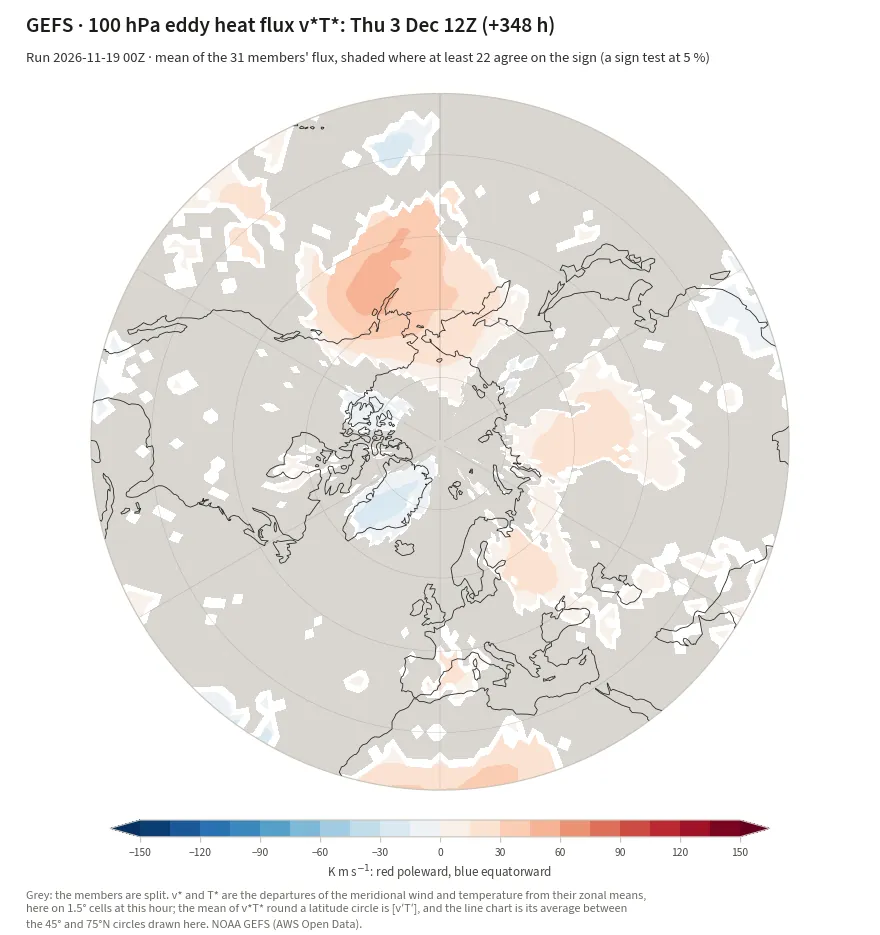 GEFS · 100 hPa eddy heat flux v*T*: Thu 3 Dec 12Z (+348 h)
Run 2026-11-19 00Z · mean of the 31 members' flux, shaded where at least 22 agree on the sign (a sign test at 5 %)
−150 −120 −90 −60 −30 0 30 60 90 120 150
K m s⁻¹: red poleward, blue equatorward
Grey: the members are split. v* and T* are the departures of the meridional wind and temperature from their zonal means,
here on 1.5° cells at this hour; the mean of v*T* round a latitude circle is [v'T'], and the line chart is its average between
the 45° and 75°N circles drawn here. NOAA GEFS (AWS Open Data).